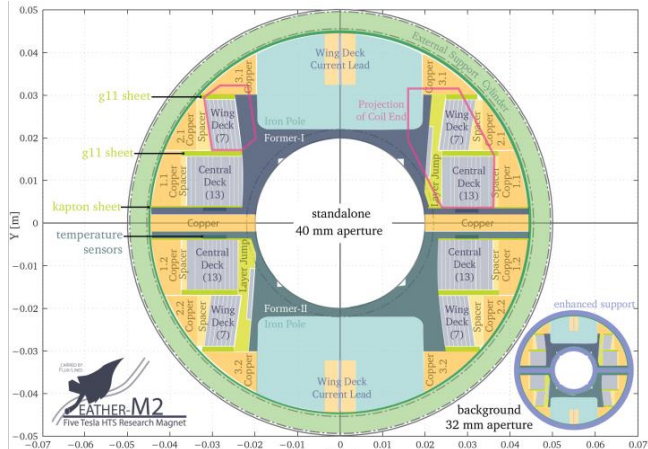 0.05
0.04
0.03
0.02
0.01
0
−0.01
−0.02
−0.03
−0.04
−0.05
Y [m]
−0.07
−0.06
−0.05
−0.04
−0.03
−0.02
−0.01
0
0.01
0.02
0.03
0.04
0.05
0.06
0.07
External Support Cylinder
Wing Deck
Current Lead
3.1
Copper
3.1
Copper
g11 sheet
Projection
of Coil End
Iron Pole
Former-I
2.1
Copper
Spacer
Wing
Deck
(7)
Wing
Deck
(7)
Spacer
Copper
2.1
g11 sheet
1.1
Copper
Spacer
Central
Deck
(13)
Layer Jump
Central
Deck
(13)
Spacer
Copper
1.1
kapton sheet
standalone
40 mm aperture
Copper
temperature
sensors
1.2
Copper
Spacer
Central
Deck
(13)
Layer Jump
Central
Deck
(13)
Spacer
Copper
1.2
2.2
Copper
Spacer
Wing
Deck
(7)
Former-II
Iron Pole
Wing
Deck
(7)
Spacer
Copper
2.2
enhanced support
3.2
Copper
3.2
Copper
Wing Deck
Current Lead
EATHER-M2
Five Tesla HTS Research Magnet
background
32 mm aperture